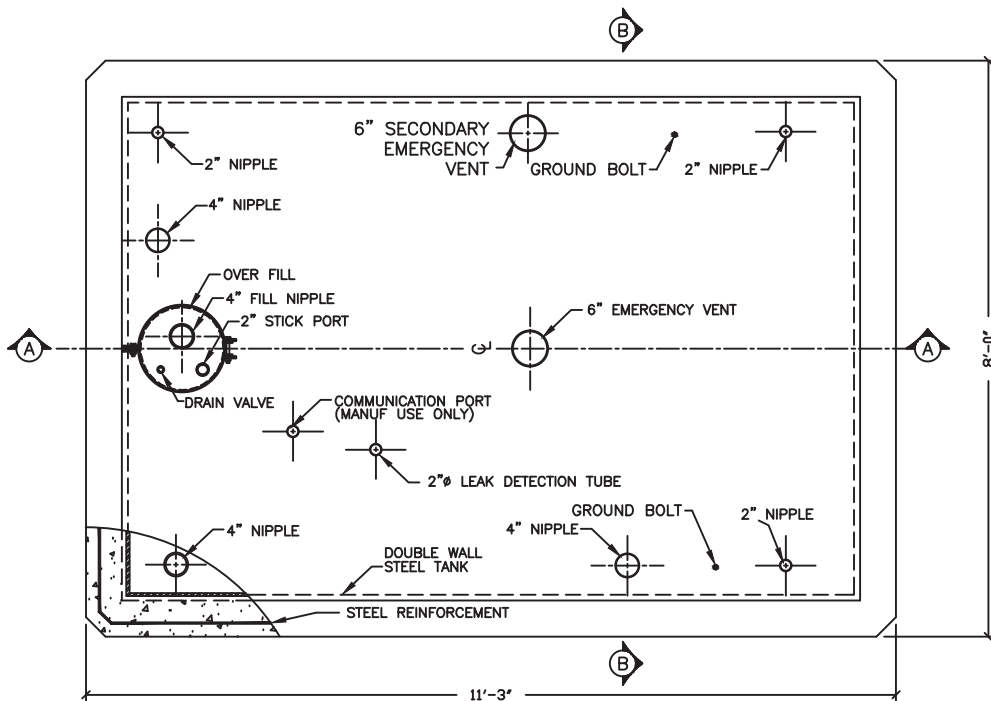 B
6" SECONDARY
EMERGENCY
VENT
2" NIPPLE
GROUND BOLT
2" NIPPLE
4" NIPPLE
OVER FILL
4" FILL NIPPLE
2" STICK PORT
6" EMERGENCY VENT
A
CL
A
8'-0"
DRAIN VALVE
COMMUNICATION PORT
(MANUF USE ONLY)
2"ø LEAK DETECTION TUBE
GROUND BOLT
2" NIPPLE
4" NIPPLE
4" NIPPLE
DOUBLE WALL
STEEL TANK
STEEL REINFORCEMENT
B
11'-3"